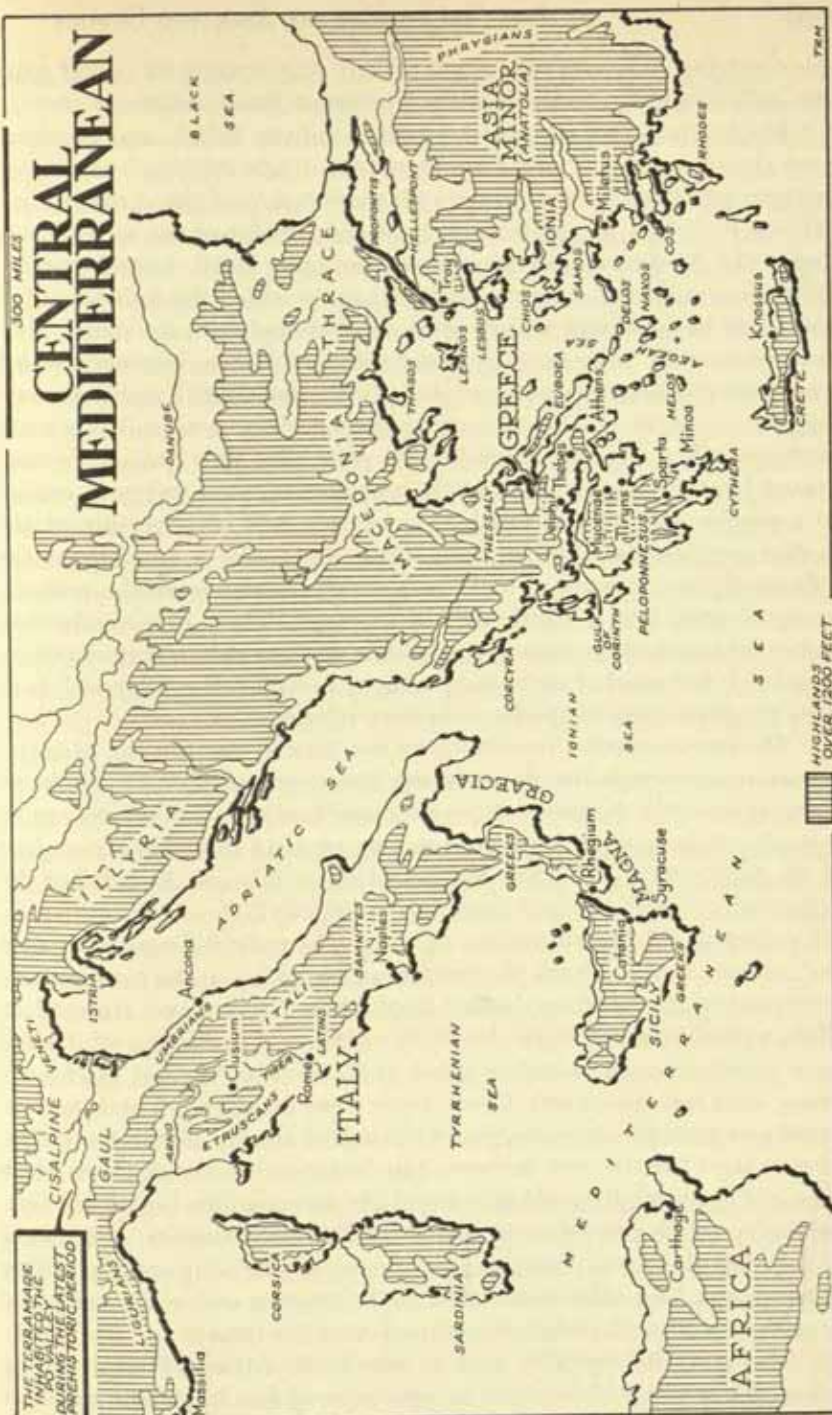 300 MILES
CENTRAL
MEDITERRANEAN
THE TERRAMARE
INHABITED THE
PO VALLEY
DURING THE LATEST
PREHISTORIC PERIOD
Massilia
LIGURIANS
CISALPINE
GAUL
VENETI
ISTRIA
ILLYRIA
DANUBE
BLACK
SEA
THRACE
MACEDONIA
PROPONTIS
HELLESPONT
PHRYGIANS
ASIA
MINOR
(ANATOLIA)
ARNO
UMBRIANS
Ancona
Clusium
ETRUSCANS
TIBER
ITALI
Rome
LATINS
ITALY
SAMNITES
Naples
ADRIATIC SEA
CORSICA
SARDINIA
TYRRHENIAN
SEA
GREEKS
MAGNA
GRAECIA
Rhegium
Catania
Syracuse
SICILY
GREEKS
IONIAN
SEA
CORCYRA
THESSALY
GREECE
THASOS
LEMNOS
Troy
LESBUS
CHIOS
IONIA
SAMOS
Miletus
EUBOEA
Delphi
Thebes
Athens
GULF
OF
CORINTH
Mycenae
Tiryns
PELOPONNESUS
Sparta
Minoa
CYTHERA
AEGEAN
SEA
DELOS
NAXOS
MELOS
COS
RHODES
Knossus
CRETE
MEDITERRANEAN
SEA
Carthage
AFRICA
HIGHLANDS
OVER 1200 FEET
TRM